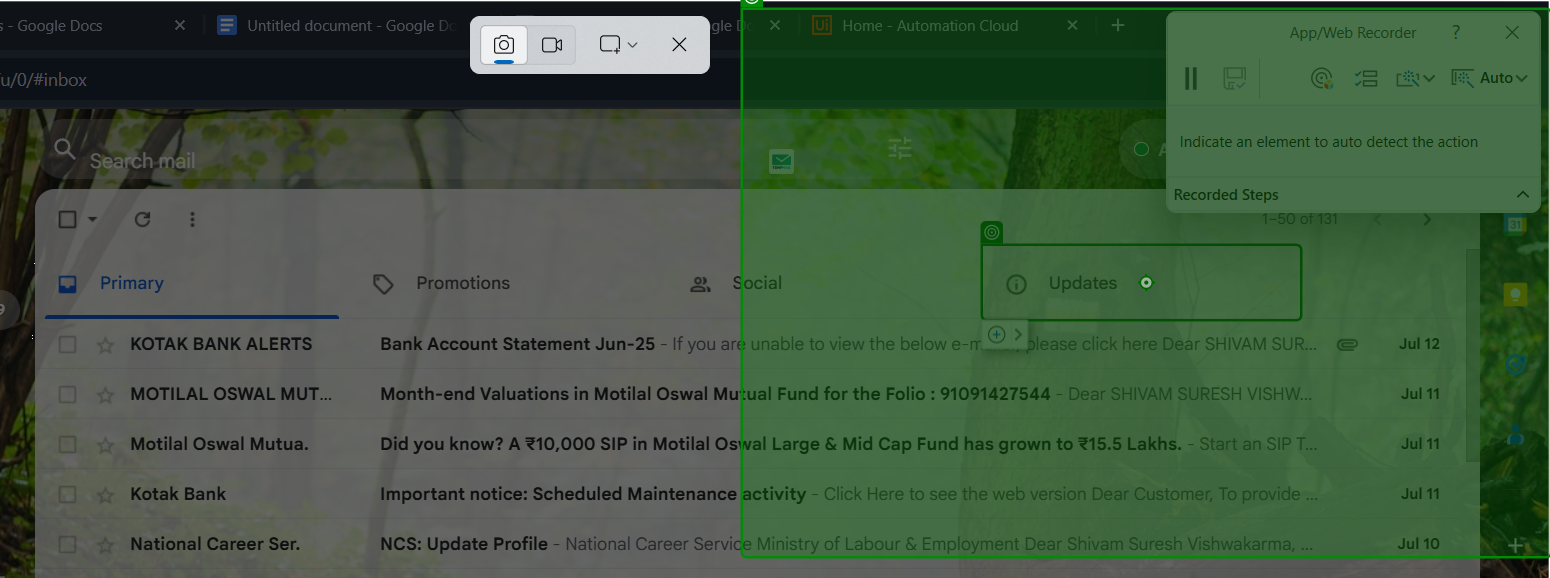 s - Google Docs
Untitled document - Google Do
gle Do
Home - Automation Cloud
/u/0/#inbox
App/Web Recorder
?
Auto
Indicate an element to auto detect the action
Recorded Steps
Search mail
A
1–50 of 131
31
9
Primary
Promotions
Social
Updates
KOTAK BANK ALERTS Bank Account Statement Jun-25 - If you are unable to view the below e-m please click here Dear SHIVAM SUR... Jul 12
MOTILAL OSWAL MUT... Month-end Valuations in Motilal Oswal Mutual Fund for the Folio : 91091427544 - Dear SHIVAM SURESH VISHW... Jul 11
Motilal Oswal Mutua. Did you know? A ₹10,000 SIP in Motilal Oswal Large & Mid Cap Fund has grown to ₹15.5 Lakhs. - Start an SIP T... Jul 11
Kotak Bank Important notice: Scheduled Maintenance activity - Click Here to see the web version Dear Customer, To provide ... Jul 11
National Career Ser. NCS: Update Profile - National Career Service Ministry of Labour & Employment Dear Shivam Suresh Vishwakarma, ... Jul 10